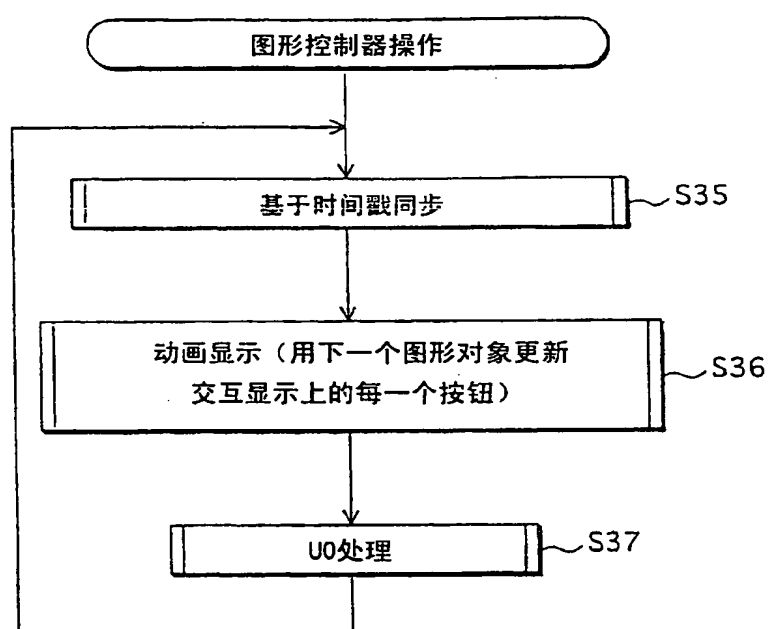 图形控制器操作
基于时间戳同步
S35
动画显示（用下一个图形对象更新
交互显示上的每一个按钮）
S36
UO处理
S37